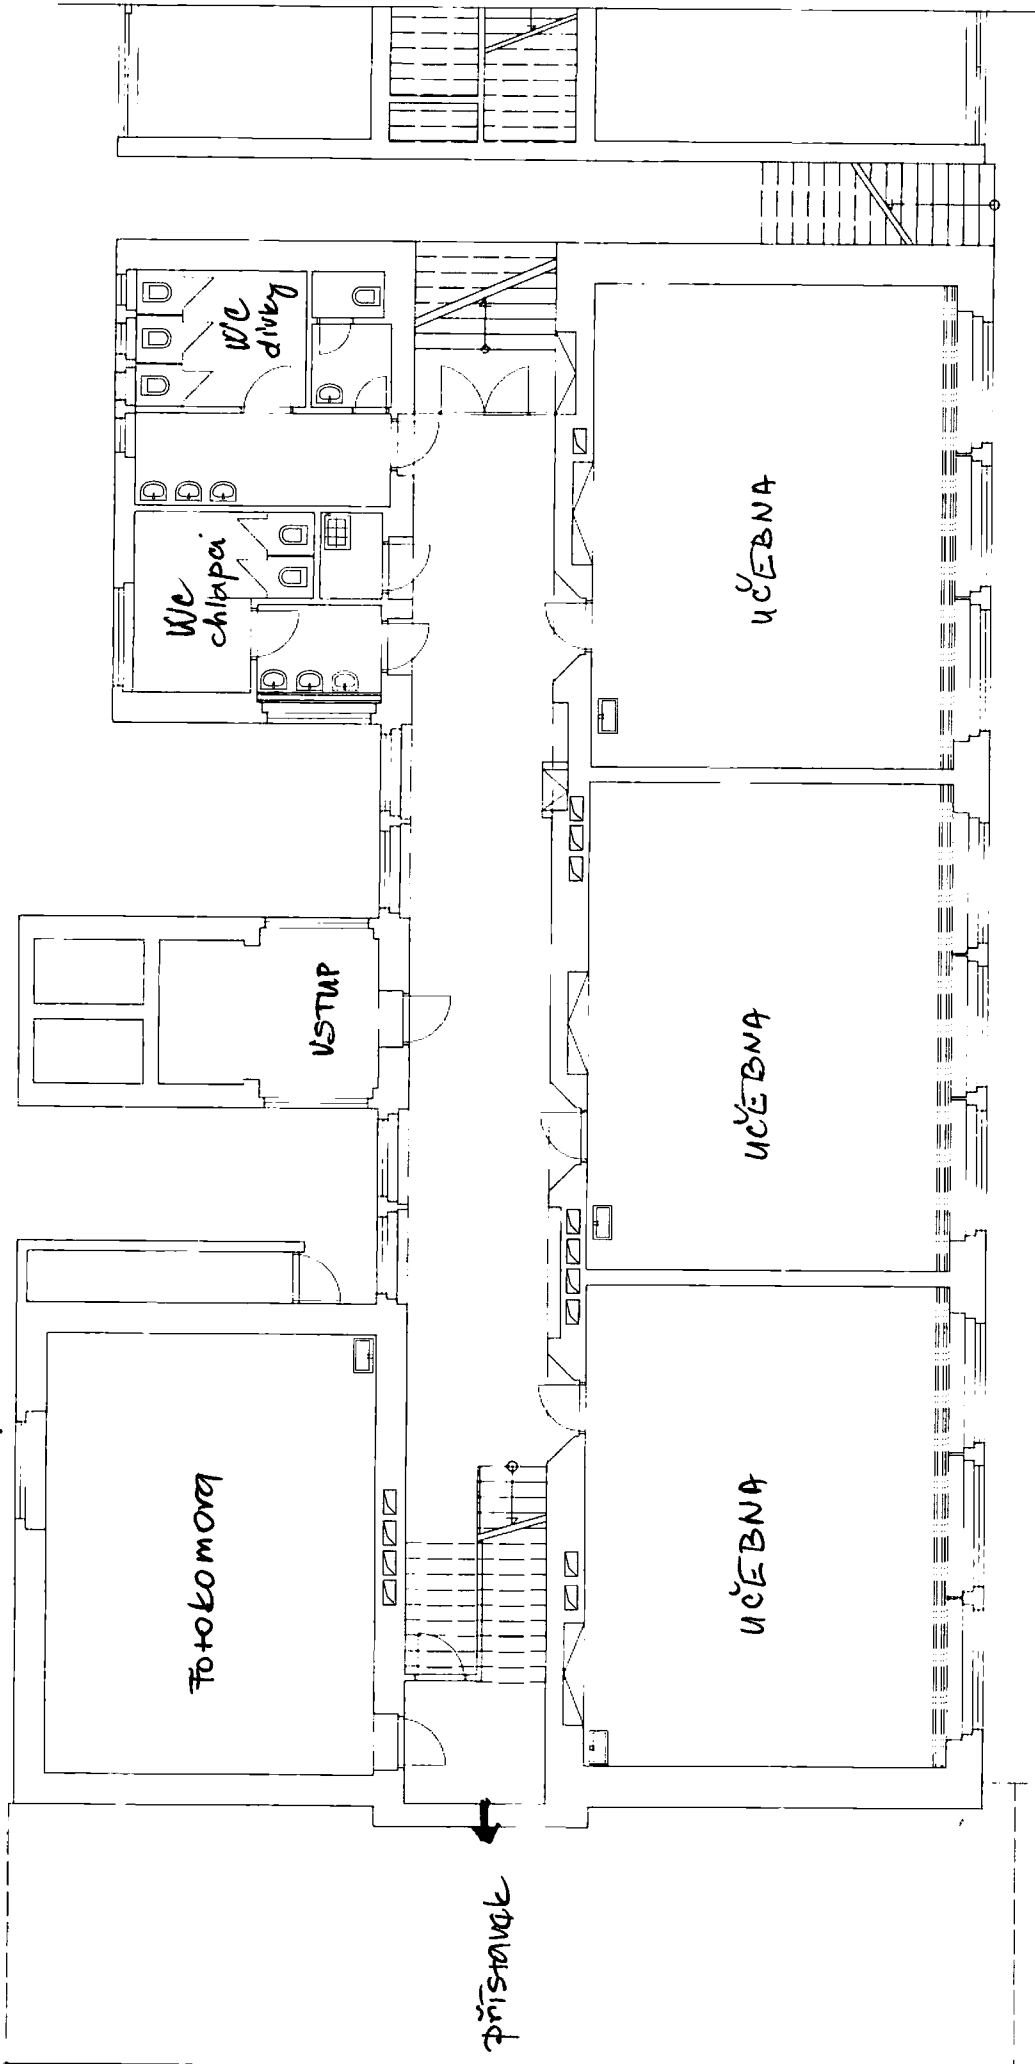 WC
dívky
WC
chlapci
UČEBNA
VSTUP
UČEBNA
Fotokomora
UČEBNA
přístavek